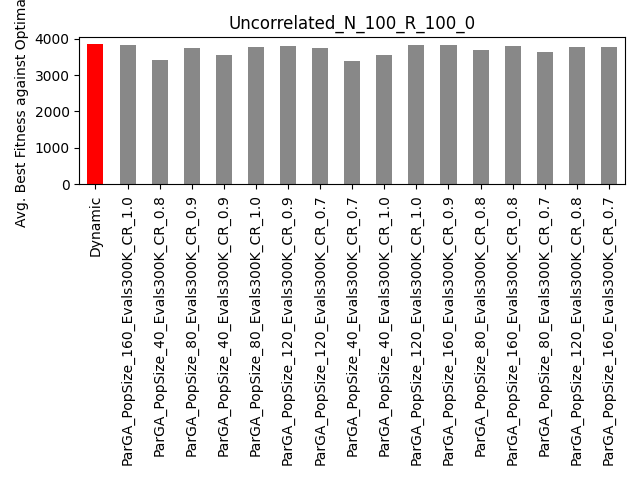 Uncorrelated_N_100_R_100_0
Avg. Best Fitness against Optima
4000
3000
2000
1000
0
Dynamic
ParGA_PopSize_160_Evals300K_CR_1.0
ParGA_PopSize_40_Evals300K_CR_0.8
ParGA_PopSize_80_Evals300K_CR_0.9
ParGA_PopSize_40_Evals300K_CR_0.9
ParGA_PopSize_80_Evals300K_CR_1.0
ParGA_PopSize_120_Evals300K_CR_0.9
ParGA_PopSize_120_Evals300K_CR_0.7
ParGA_PopSize_40_Evals300K_CR_0.7
ParGA_PopSize_40_Evals300K_CR_1.0
ParGA_PopSize_120_Evals300K_CR_1.0
ParGA_PopSize_160_Evals300K_CR_0.9
ParGA_PopSize_80_Evals300K_CR_0.8
ParGA_PopSize_160_Evals300K_CR_0.8
ParGA_PopSize_80_Evals300K_CR_0.7
ParGA_PopSize_120_Evals300K_CR_0.8
ParGA_PopSize_160_Evals300K_CR_0.7